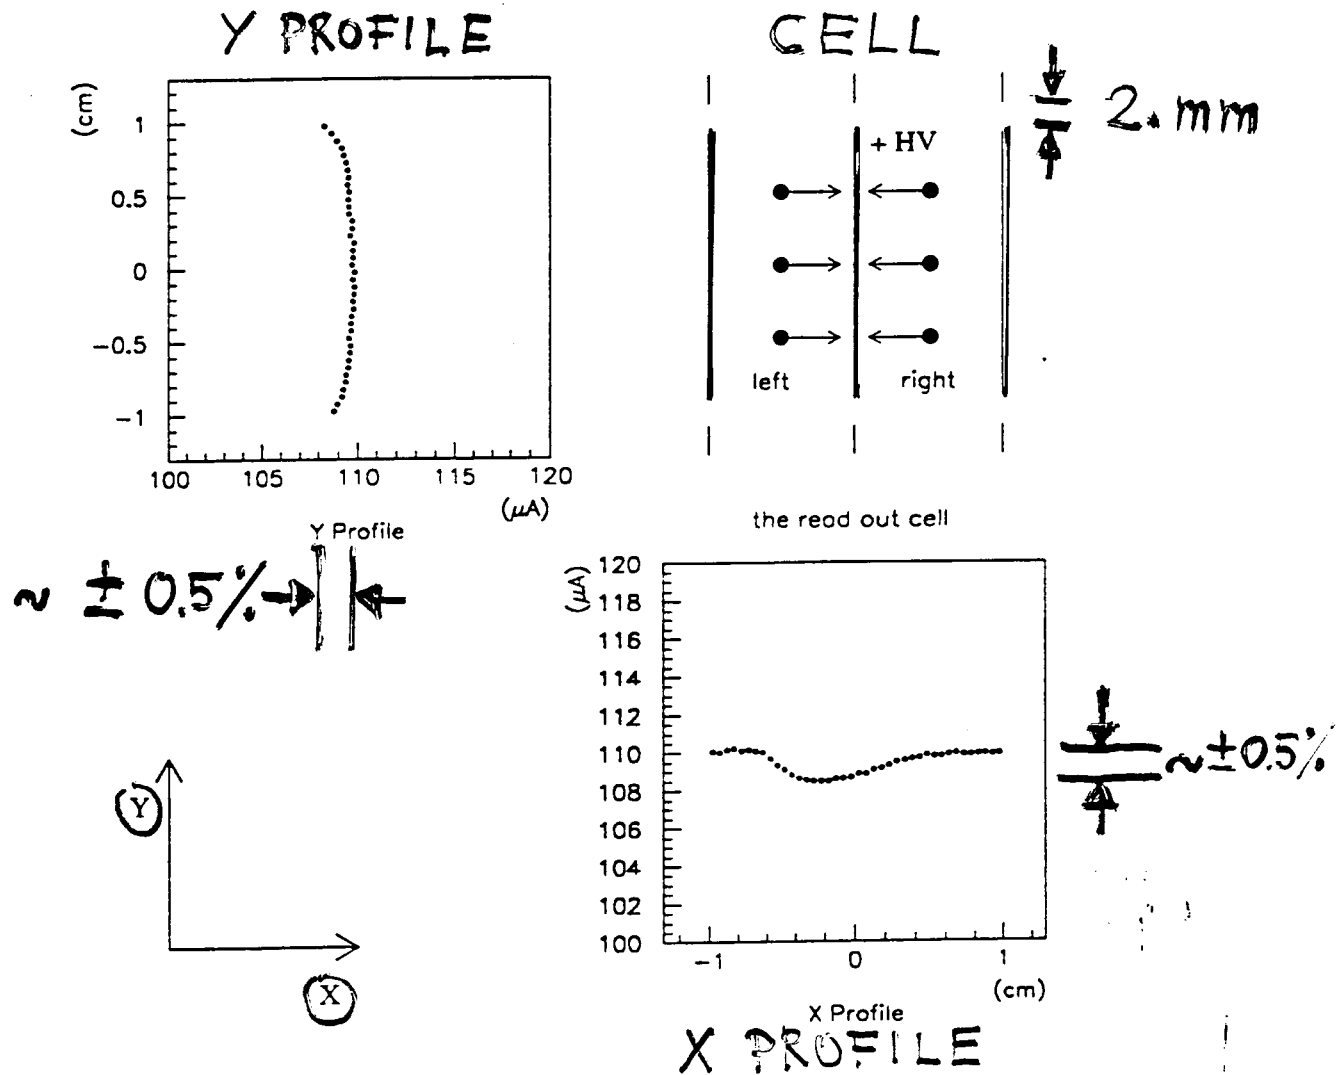 Y PROFILE
(cm)
1
0.5
0
−0.5
−1
100 105 110 115 120
(μA)
Y Profile
~ ± 0.5%
CELL
2. mm
+ HV
left right
the read out cell
(μA)
120
118
116
114
112
110
108
106
104
102
100
−1 0 1
(cm)
X Profile
X PROFILE
~ ± 0.5%
Y
X